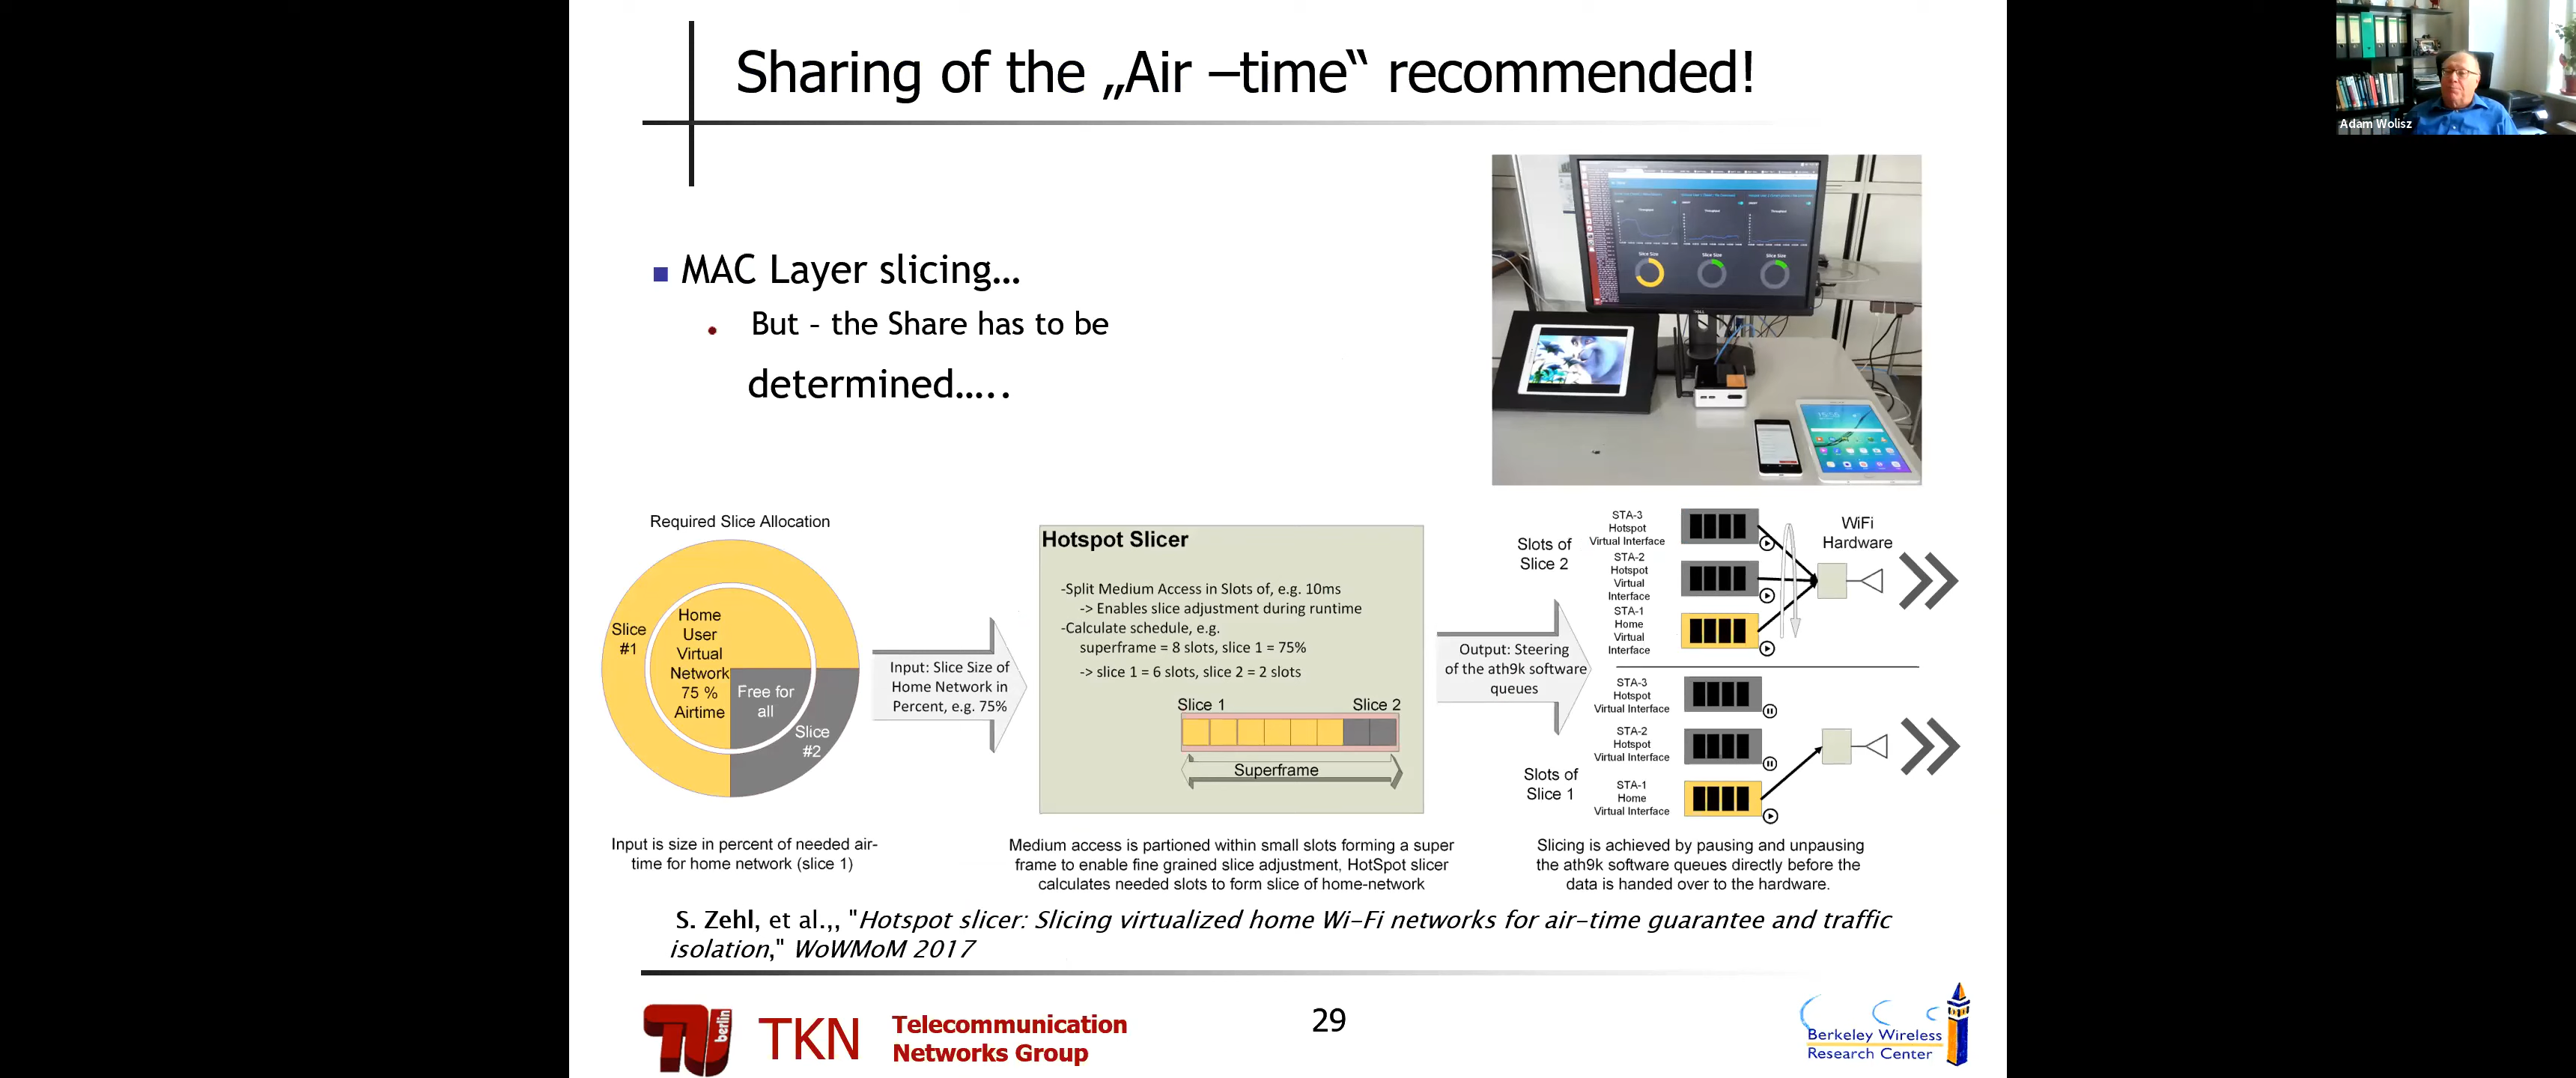 Sharing of the „Air –time“ recommended!
Adam Wolisz
MAC Layer slicing…
But – the Share has to be
determined…..
Throughput
Throughput
Throughput
Slice Size
Slice Size
Slice Size
DELL
Required Slice Allocation
Slice
#1
Home
User
Virtual
Network
75 %
Airtime
Free for
all
Slice
#2
Input is size in percent of needed air-
time for home network (slice 1)
Input: Slice Size of
Home Network in
Percent, e.g. 75%
Hotspot Slicer
-Split Medium Access in Slots of, e.g. 10ms
-> Enables slice adjustment during runtime
-Calculate schedule, e.g.
superframe = 8 slots, slice 1 = 75%
-> slice 1 = 6 slots, slice 2 = 2 slots
Slice 1
Slice 2
Superframe
Medium access is partioned within small slots forming a super
frame to enable fine grained slice adjustment, HotSpot slicer
calculates needed slots to form slice of home-network
Output: Steering
of the ath9k software
queues
Slots of
Slice 2
STA-3
Hotspot
Virtual Interface
STA-2
Hotspot
Virtual
Interface
STA-1
Home
Virtual
Interface
WiFi
Hardware
Slots of
Slice 1
STA-3
Hotspot
Virtual Interface
STA-2
Hotspot
Virtual Interface
STA-1
Home
Virtual Interface
Slicing is achieved by pausing and unpausing
the ath9k software queues directly before the
data is handed over to the hardware.
S. Zehl, et al.,, "Hotspot slicer: Slicing virtualized home Wi-Fi networks for air-time guarantee and traffic
isolation," WoWMoM 2017
berlin
TKN
Telecommunication
Networks Group
29
Berkeley Wireless
Research Center